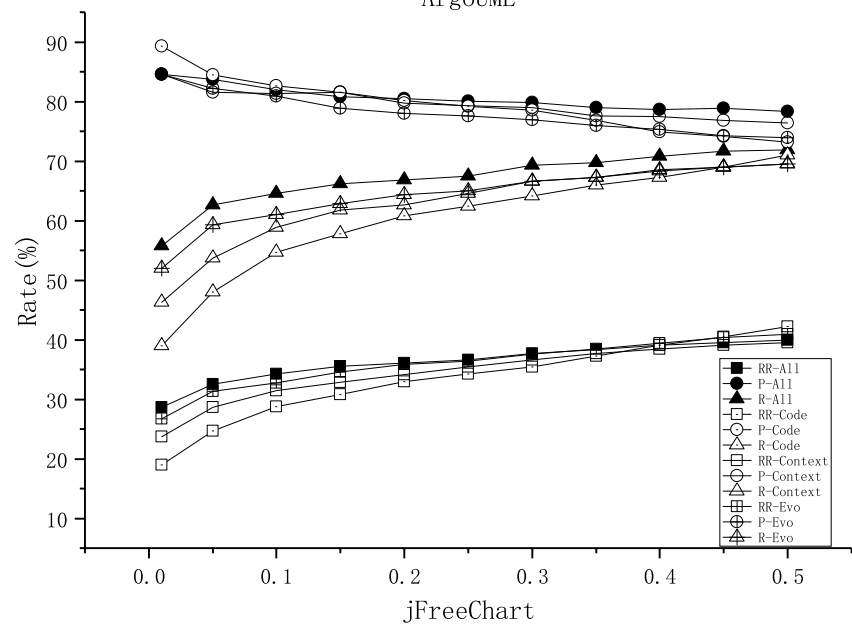 ArgoUML
90
80
70
60
50
40
30
20
10
Rate(%)
RR-All
P-All
R-All
RR-Code
P-Code
R-Code
RR-Context
P-Context
R-Context
RR-Evo
P-Evo
R-Evo
0.0 0.1 0.2 0.3 0.4 0.5
jFreeChart